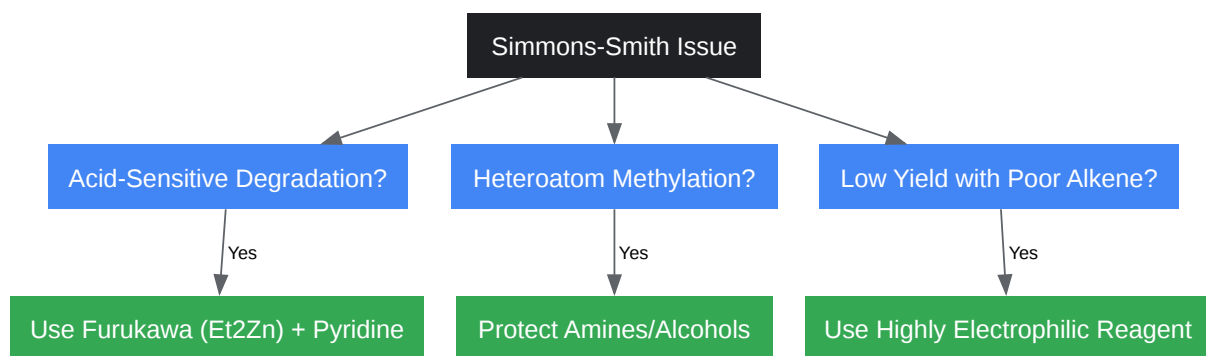 Simmons-Smith Issue
Acid-Sensitive Degradation?
Heteroatom Methylation?
Low Yield with Poor Alkene?
Yes
Yes
Yes
Use Furukawa (Et2Zn) + Pyridine
Protect Amines/Alcohols
Use Highly Electrophilic Reagent